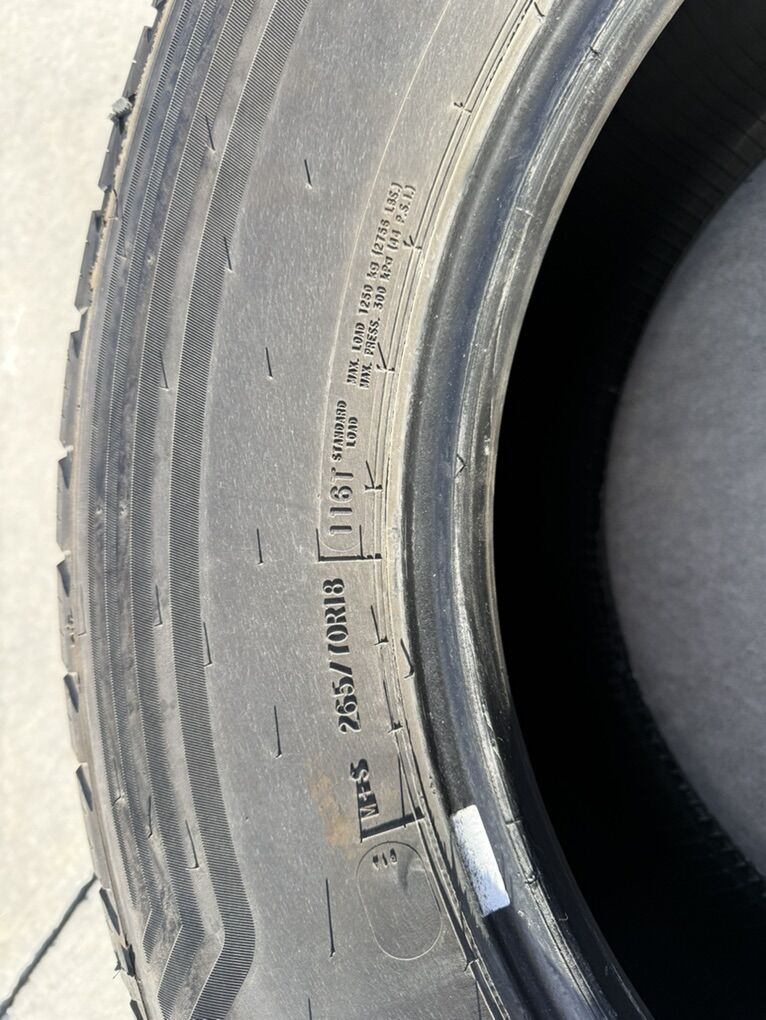 M+S 265/70R18 116T STANDARD
LOAD
MAX. LOAD 1250 kg (2756 LBS.)
MAX. PRESS. 300 kPa (44 P.S.I.)